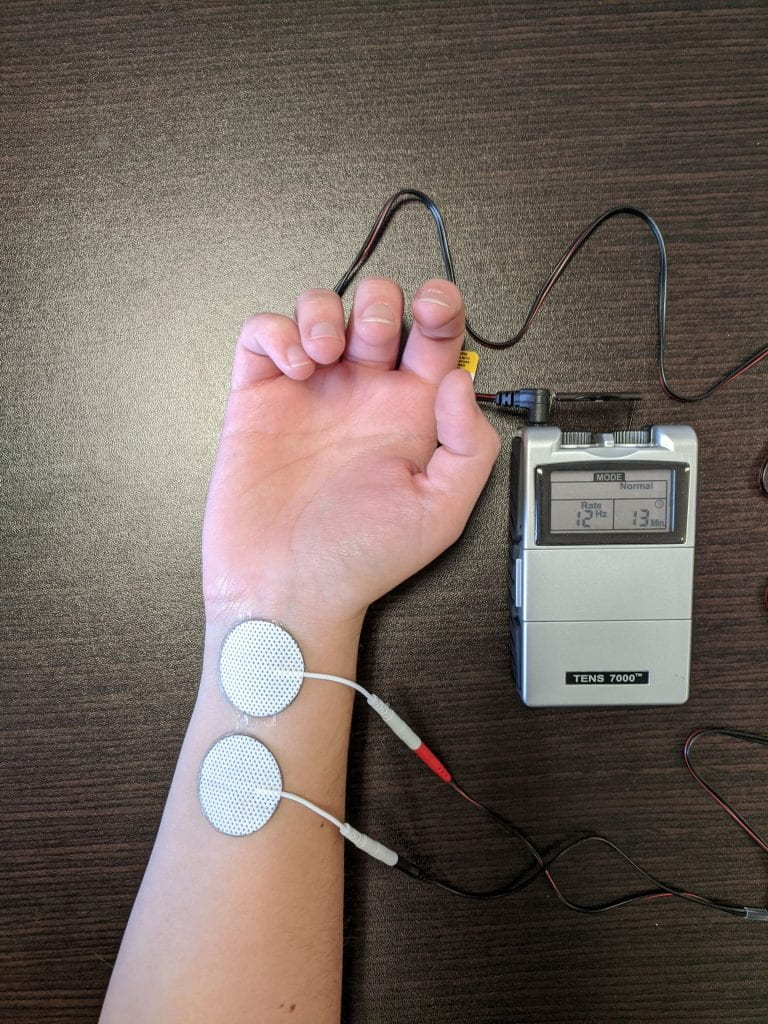 MODE
Normal
Rate
12 Hz 13 Min
TENS 7000™